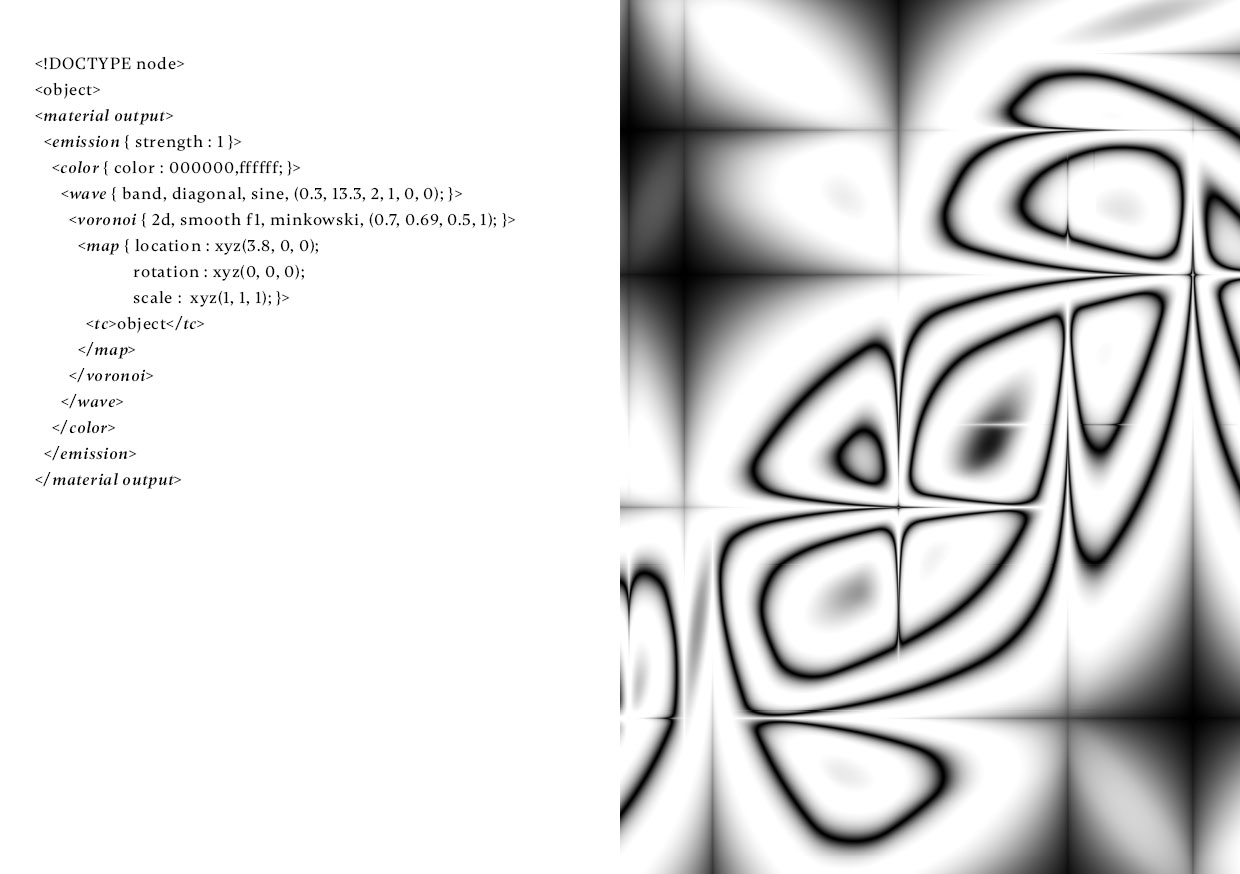 <!DOCTYPE node>
<object>
<material output>
<emission { strength : 1 }>
<color { color : 000000,ffffff; }>
<wave { band, diagonal, sine, (0.3, 13.3, 2, 1, 0, 0); }>
<voronoi { 2d, smooth f1, minkowski, (0.7, 0.69, 0.5, 1); }>
<map { location : xyz(3.8, 0, 0);
rotation : xyz(0, 0, 0);
scale :  xyz(1, 1, 1); }>
<tc>object</tc>
</map>
</voronoi>
</wave>
</color>
</emission>
</material output>